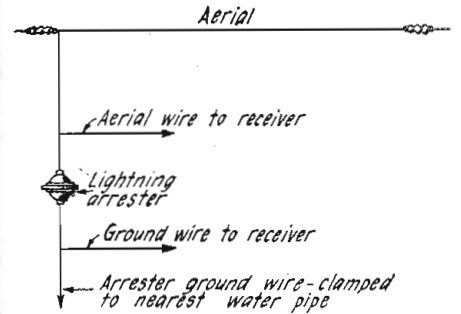 Aerial
Aerial wire to receiver
Lightning
arrester
Ground wire to receiver
Arrester ground wire-clamped
to nearest water pipe